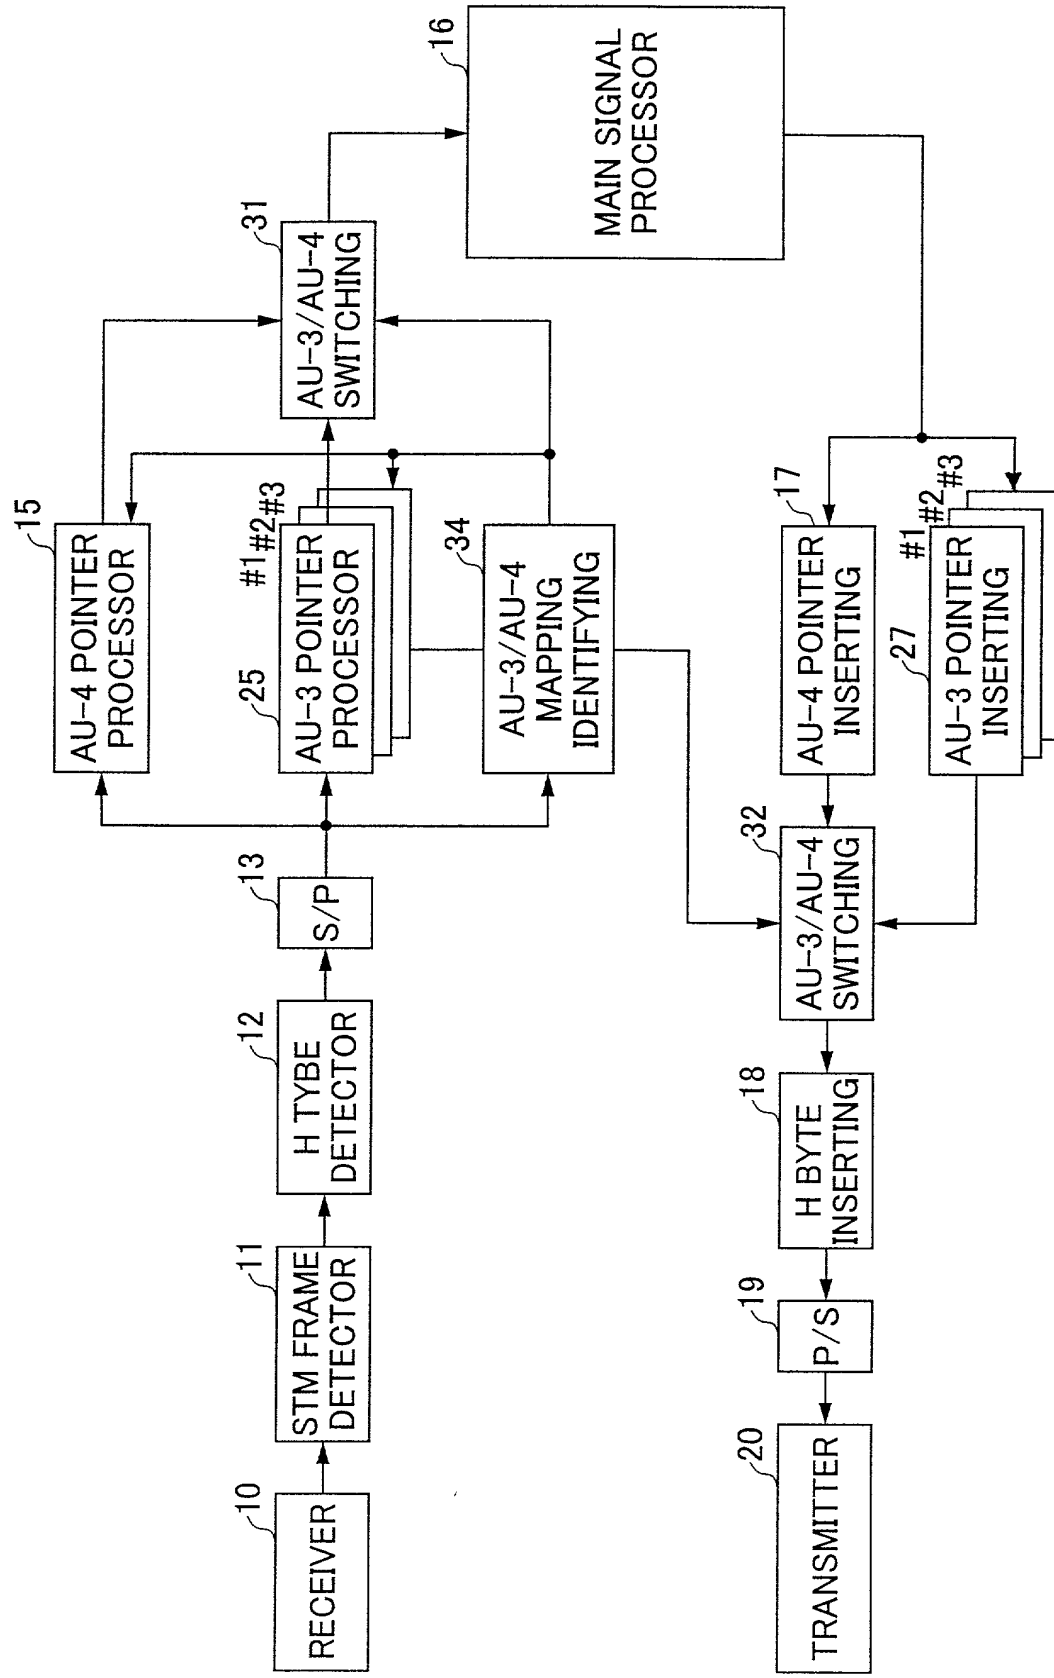 10
RECEIVER
11
STM FRAME
DETECTOR
12
H TYBE
DETECTOR
13
S/P
15
AU-4 POINTER
PROCESSOR
25
#1
#2
#3
AU-3 POINTER
PROCESSOR
34
AU-3/AU-4
MAPPING
IDENTIFYING
31
AU-3/AU-4
SWITCHING
16
MAIN SIGNAL
PROCESSOR
20
TRANSMITTER
19
P/S
18
H BYTE
INSERTING
32
AU-3/AU-4
SWITCHING
17
AU-4 POINTER
INSERTING
27
#1
#2
#3
AU-3 POINTER
INSERTING